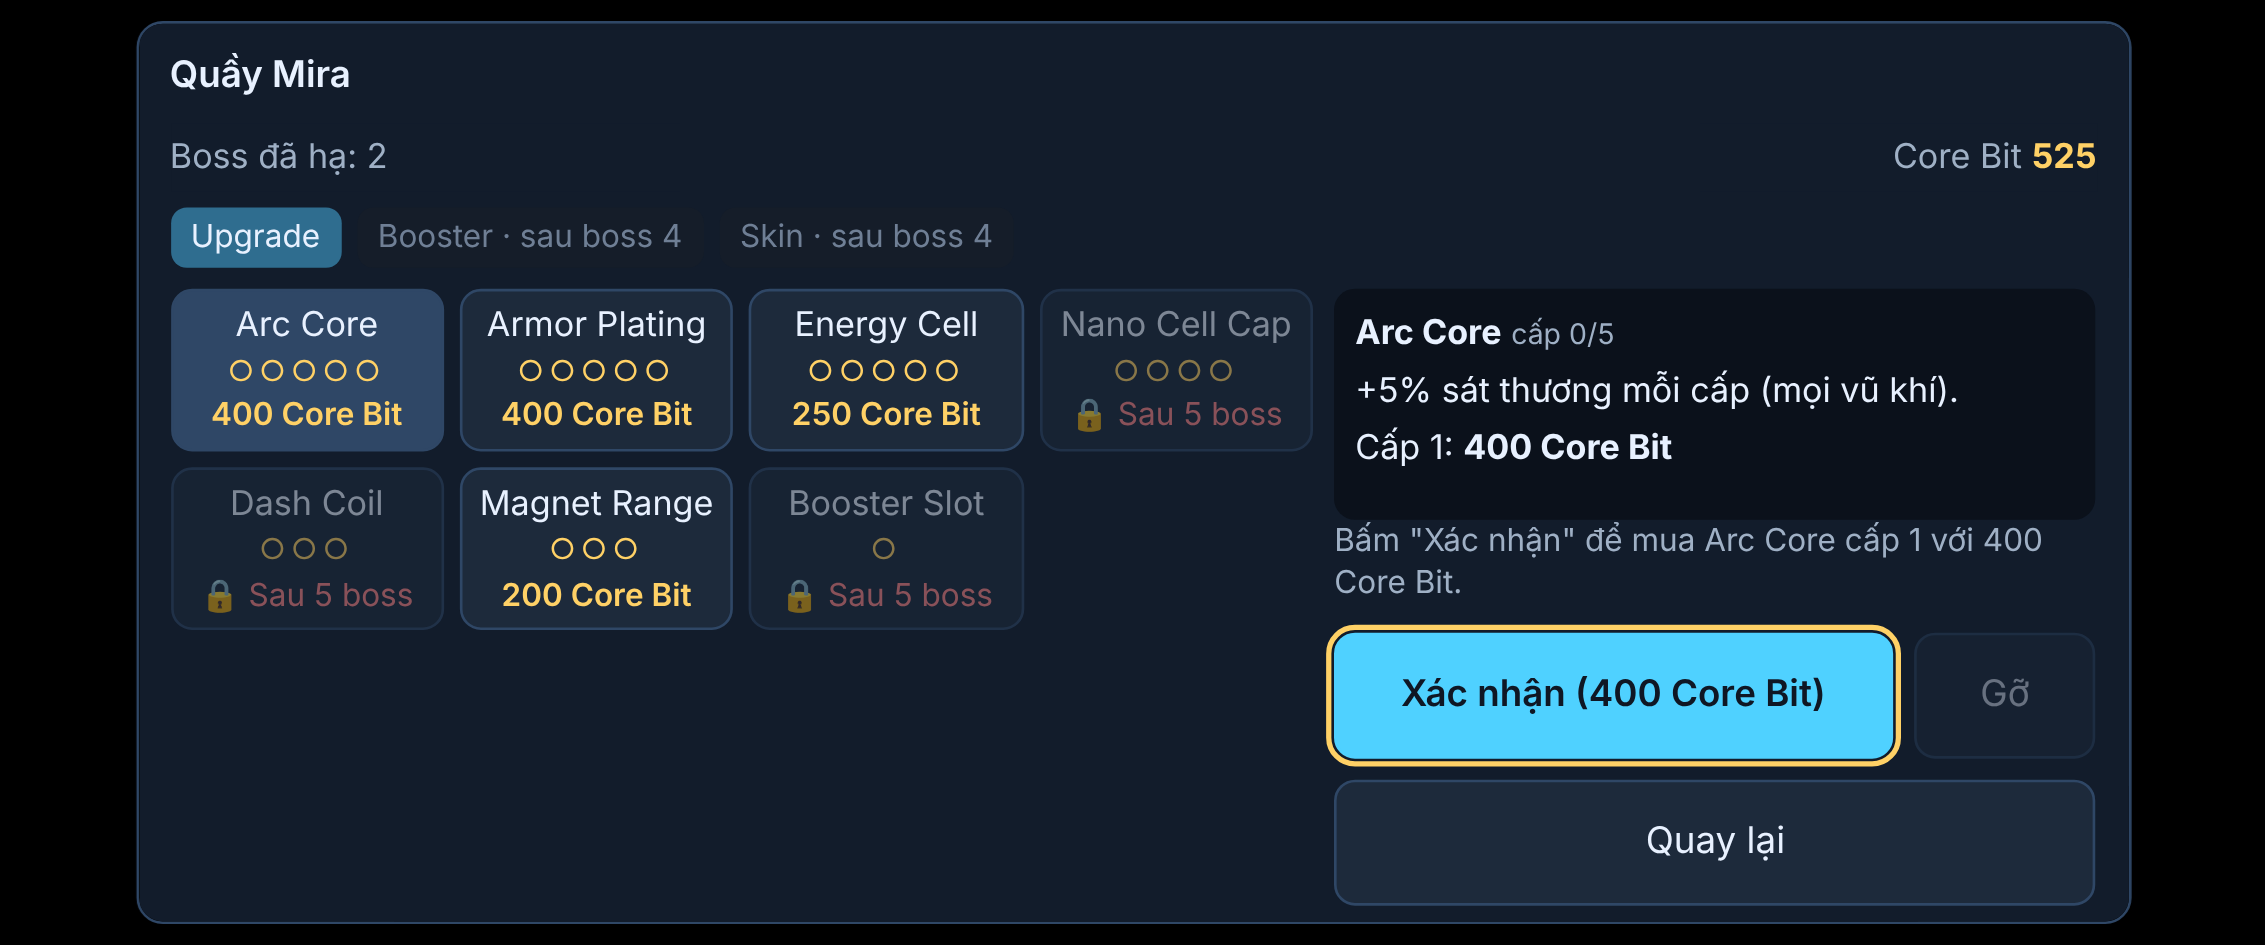 Quầy Mira
Boss đã hạ: 2
Core Bit 525
Upgrade
Booster · sau boss 4
Skin · sau boss 4
Arc Core
400 Core Bit
Armor Plating
400 Core Bit
Energy Cell
250 Core Bit
Nano Cell Cap
Sau 5 boss
Dash Coil
Sau 5 boss
Magnet Range
200 Core Bit
Booster Slot
Sau 5 boss
Arc Core cấp 0/5
+5% sát thương mỗi cấp (mọi vũ khí).
Cấp 1: 400 Core Bit
Bấm "Xác nhận" để mua Arc Core cấp 1 với 400
Core Bit.
Xác nhận (400 Core Bit)
Gỡ
Quay lại